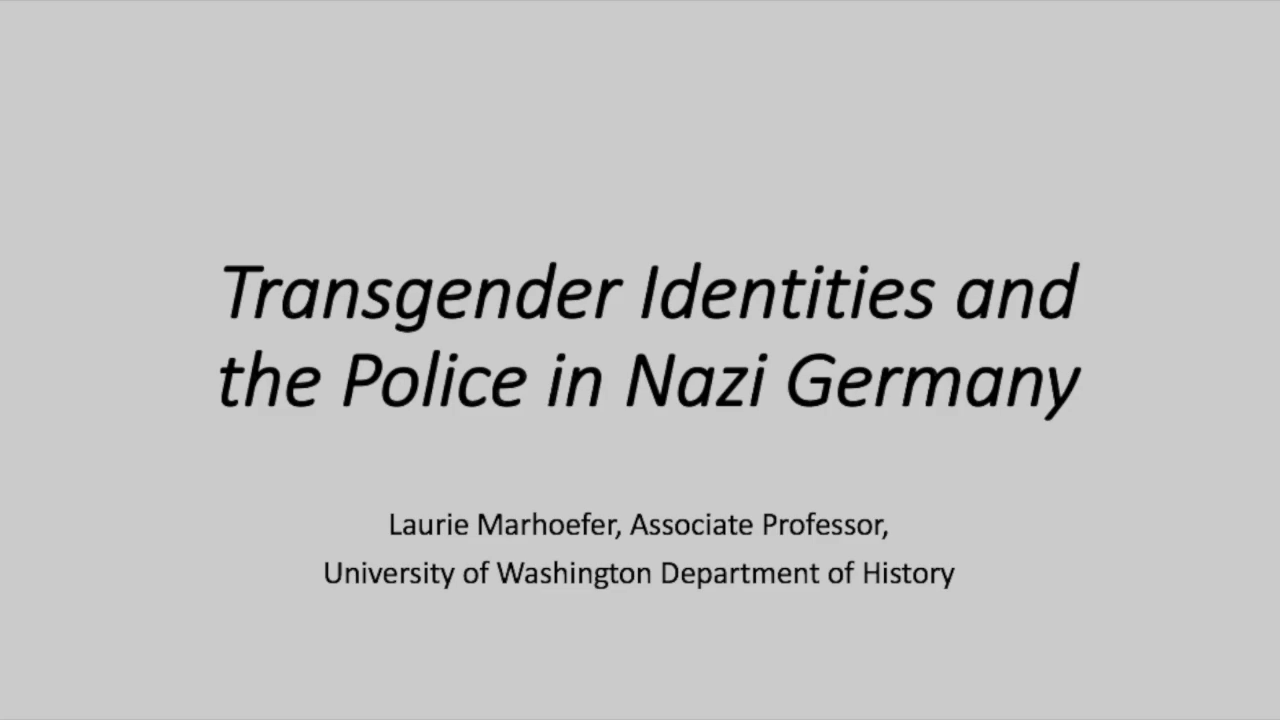 Transgender Identities and
the Police in Nazi Germany
Laurie Marhoefer, Associate Professor,
University of Washington Department of History